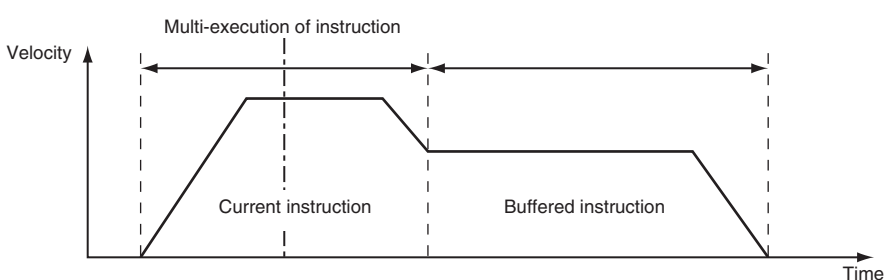 Multi-execution of instruction
Velocity
Current instruction
Buffered instruction
Time